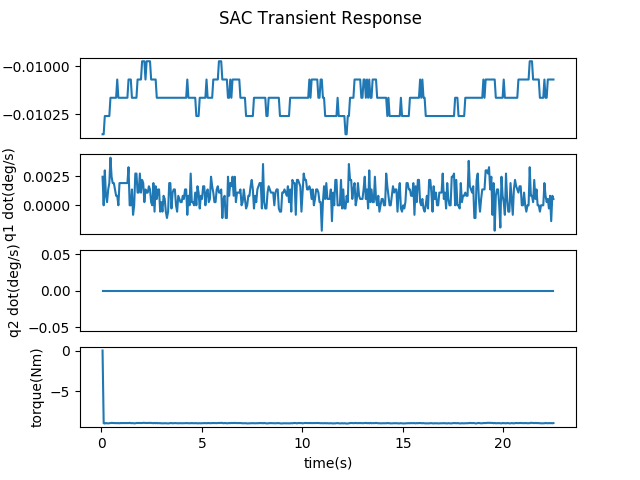 SAC Transient Response
−0.01000
−0.01025
q1 dot(deg/s)
0.0025
0.0000
q2 dot(deg/s)
0.05
0.00
−0.05
torque(Nm)
0
−5
0 5 10 15 20
time(s)